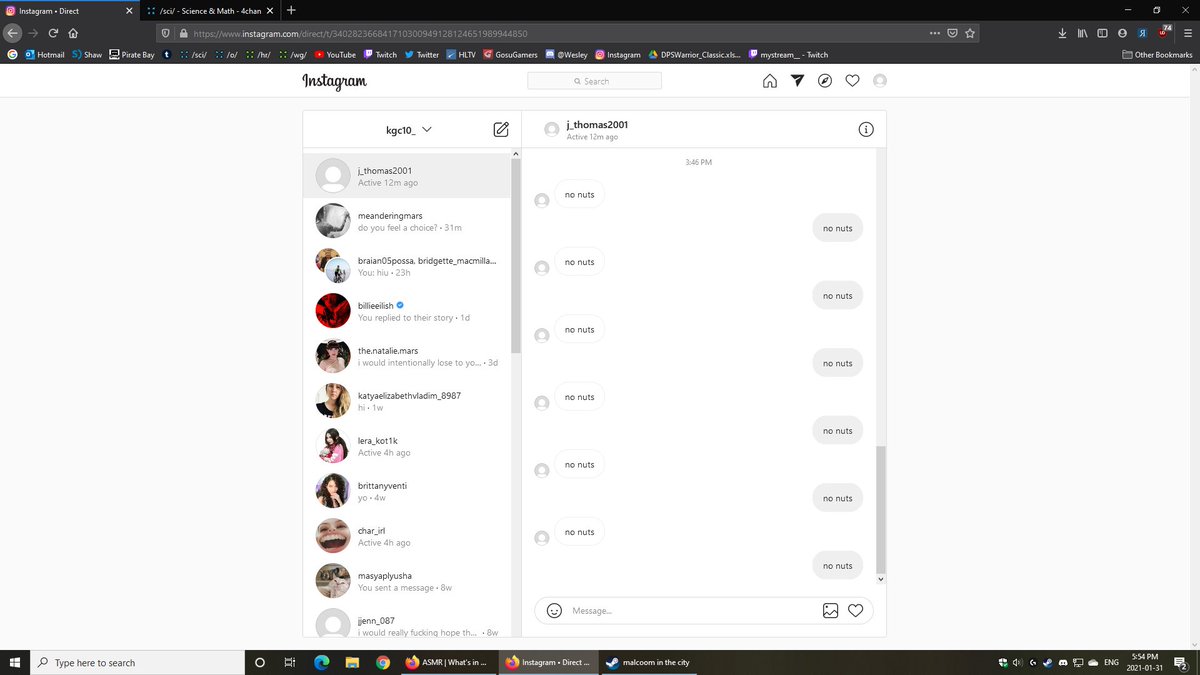 Instagram • Direct
/sci/ - Science & Math - 4chan
https://www.instagram.com/direct/t/340282366841710300949128124651989944850
74
Hotmail
Shaw
Pirate Bay
/sci/
/o/
/hr/
/wg/
YouTube
Twitch
Twitter
HLTV
GosuGamers
@Wesley
Instagram
DPSWarrior_Classic.xls...
mystream__ - Twitch
Other Bookmarks
Instagram
Search
kgc10_
j_thomas2001
Active 12m ago
meanderingmars
do you feel a choice? • 31m
braian05possa, bridgette_macmilla...
You: hiu • 23h
billieeilish
You replied to their story • 1d
the.natalie.mars
i would intentionally lose to yo... • 3d
katyaelizabethvladim_8987
hi • 1w
lera_kot1k
Active 4h ago
brittanyventi
yo • 4w
char_irl
Active 4h ago
masyaplyusha
You sent a message • 8w
jjenn_087
i would really fucking hope th... • 8w
j_thomas2001
Active 12m ago
3:46 PM
no nuts
no nuts
no nuts
no nuts
no nuts
no nuts
no nuts
no nuts
no nuts
no nuts
no nuts
no nuts
Message...
Type here to search
ASMR | What's in ...
Instagram • Direct ...
malcoom in the city
ENG
5:54 PM
2021-01-31
2